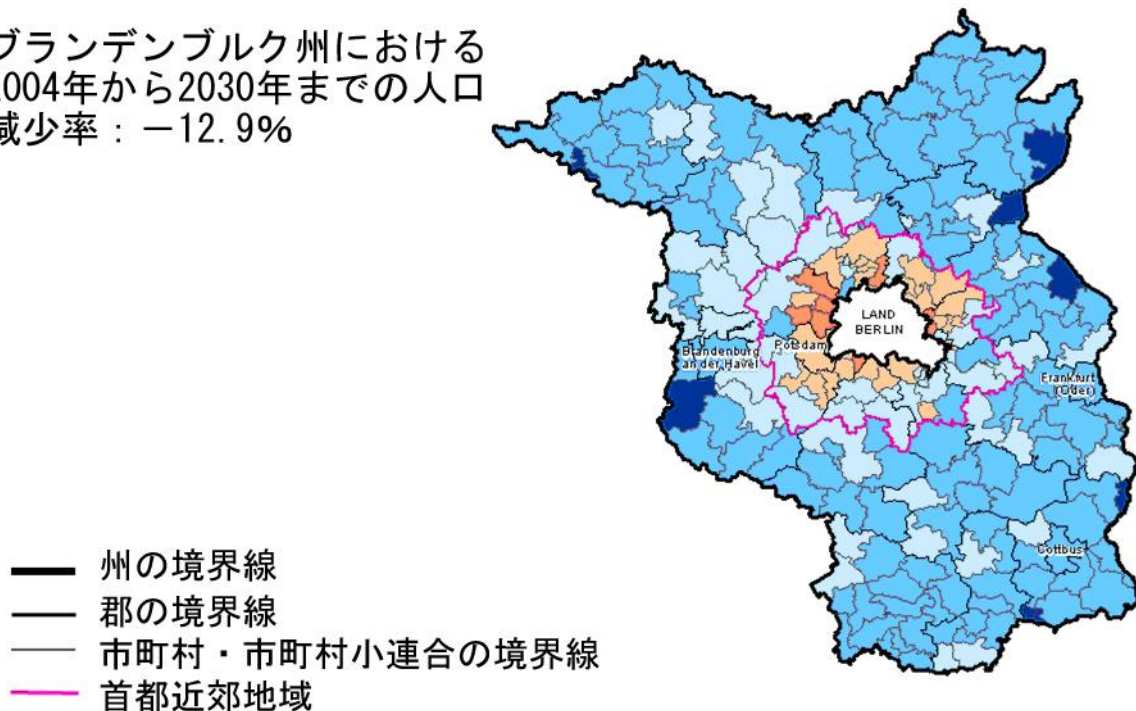 ブランデンブルク州における
2004年から2030年までの人口
減少率：－12.9%
LAND
BERLIN
Potsdam
Brandenburg
an der Havel
Frankfurt
(Oder)
Cottbus
州の境界線
郡の境界線
市町村・市町村小連合の境界線
首都近郊地域